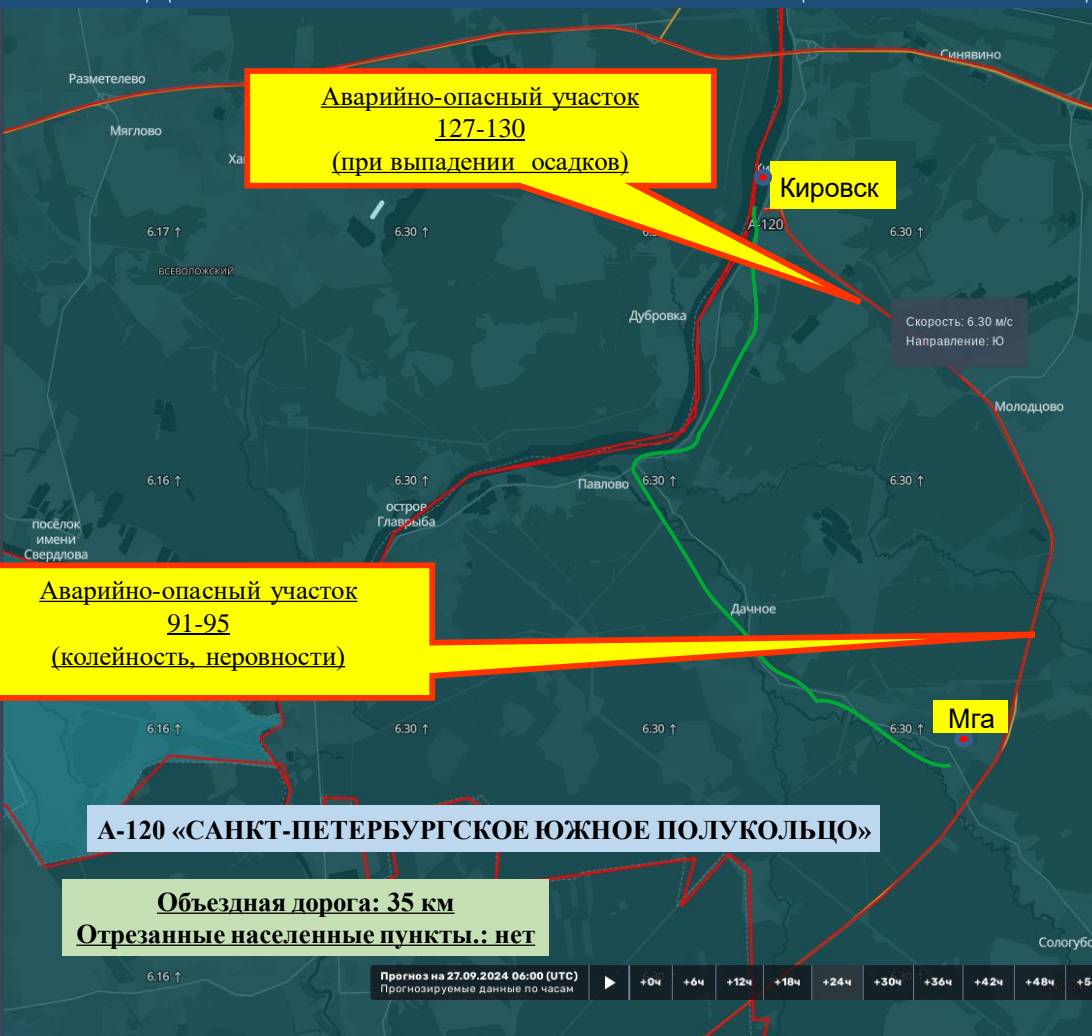 Синявино
Разметелево
Мяглово
Аварийно-опасный участок
127-130
(при выпадении осадков)
Кировск
А-120
6.17 ↑
6.30 ↑
6.30 ↑
ВСЕВОЛОЖСКИЙ
Дубровка
Скорость: 6.30 м/с
Направление: Ю
Молодцово
6.16 ↑
6.30 ↑
Павлово
6.30 ↑
6.30 ↑
остров
Главрыба
посёлок
имени
Свердлова
Аварийно-опасный участок
91-95
(колейность, неровности)
Дачное
Мга
6.16 ↑
6.30 ↑
6.30 ↑
6.30 ↑
А-120 «САНКТ-ПЕТЕРБУРГСКОЕ ЮЖНОЕ ПОЛУКОЛЬЦО»
Объездная дорога: 35 км
Отрезанные населенные пункты.: нет
6.16 ↑
Прогноз на 27.09.2024 06:00 (UTC)
Прогнозируемые данные по часам
+0ч +6ч +12ч +18ч +24ч +30ч +36ч +42ч +48ч